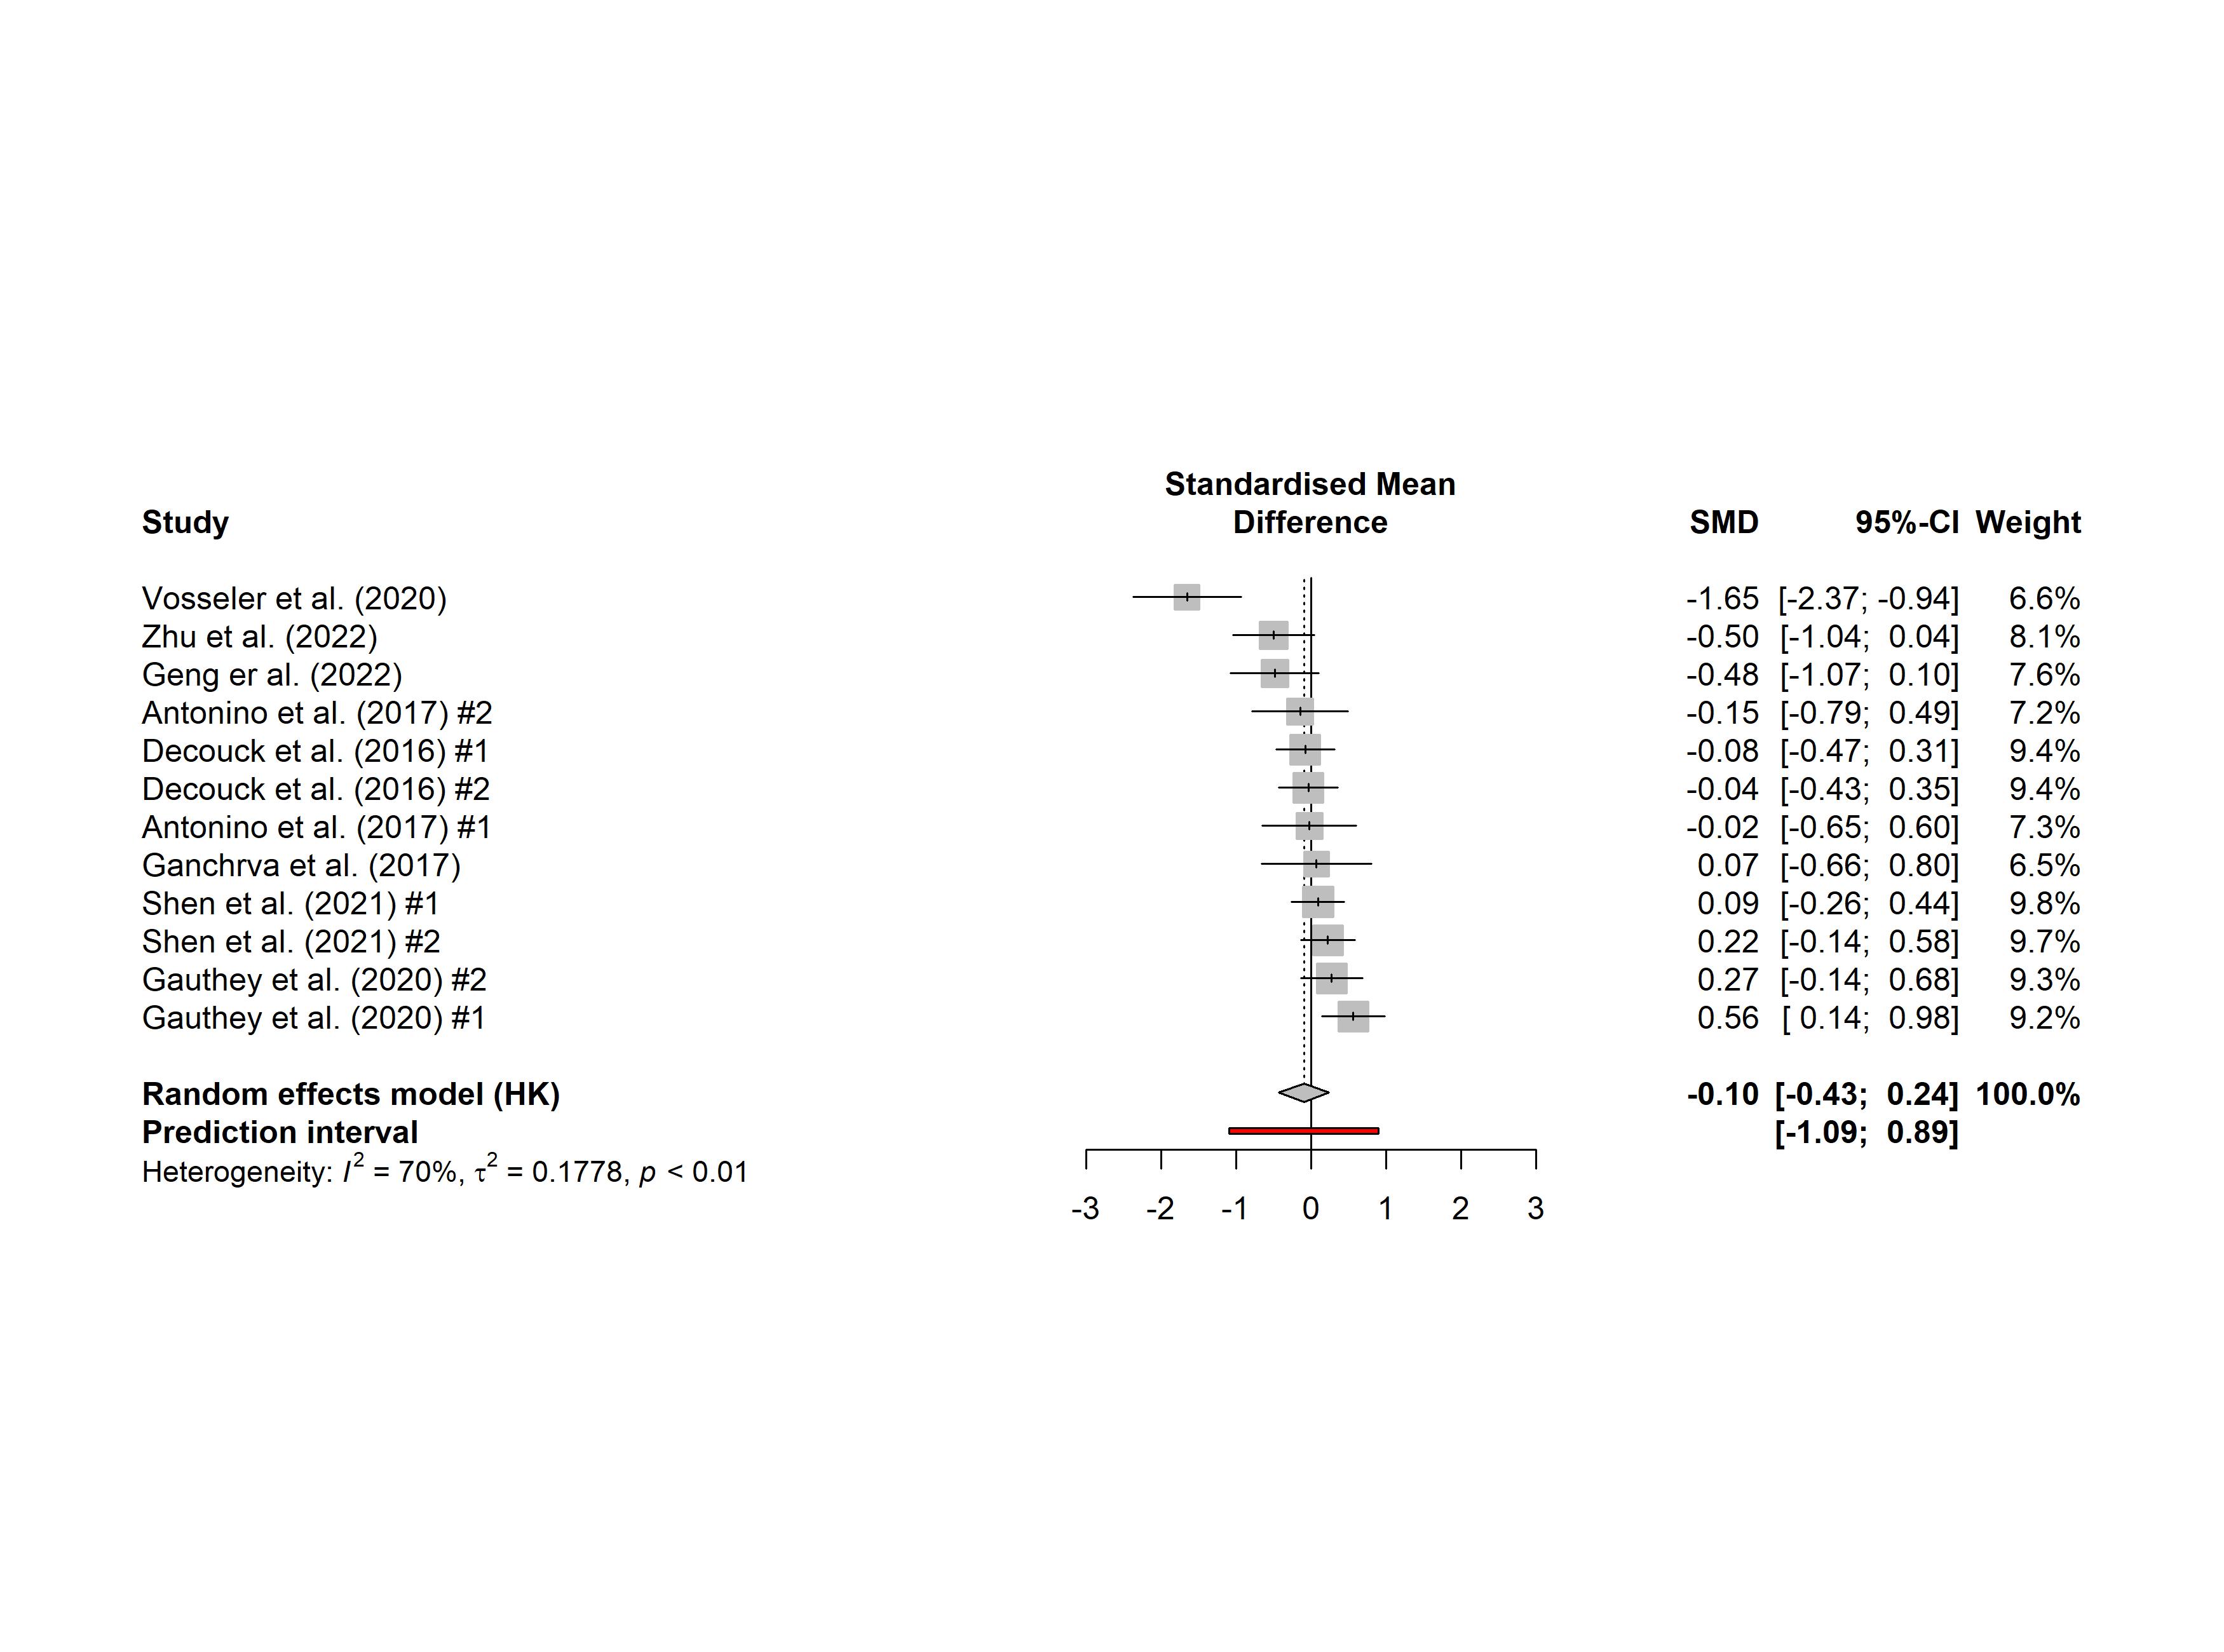 Standardised Mean
Study Difference SMD 95%-CI Weight
Vosseler et al. (2020) -1.65 [-2.37; -0.94] 6.6%
Zhu et al. (2022) -0.50 [-1.04; 0.04] 8.1%
Geng er al. (2022) -0.48 [-1.07; 0.10] 7.6%
Antonino et al. (2017) #2 -0.15 [-0.79; 0.49] 7.2%
Decouck et al. (2016) #1 -0.08 [-0.47; 0.31] 9.4%
Decouck et al. (2016) #2 -0.04 [-0.43; 0.35] 9.4%
Antonino et al. (2017) #1 -0.02 [-0.65; 0.60] 7.3%
Ganchrva et al. (2017) 0.07 [-0.66; 0.80] 6.5%
Shen et al. (2021) #1 0.09 [-0.26; 0.44] 9.8%
Shen et al. (2021) #2 0.22 [-0.14; 0.58] 9.7%
Gauthey et al. (2020) #2 0.27 [-0.14; 0.68] 9.3%
Gauthey et al. (2020) #1 0.56 [ 0.14; 0.98] 9.2%
Random effects model (HK) -0.10 [-0.43; 0.24] 100.0%
Prediction interval [-1.09; 0.89]
Heterogeneity: I² = 70%, τ² = 0.1778, p < 0.01
-3 -2 -1 0 1 2 3